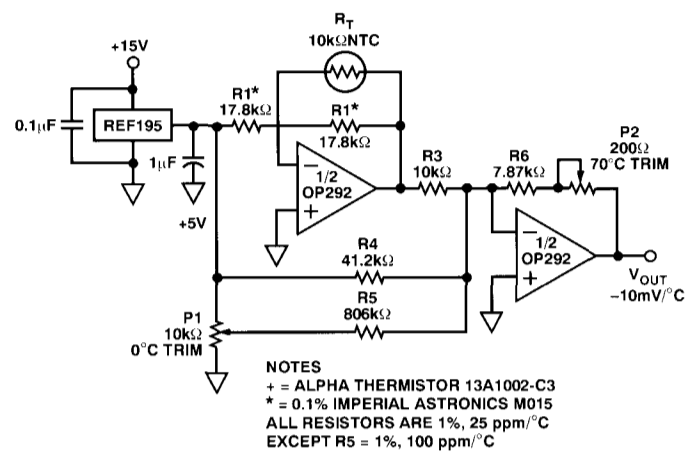 R_T
10kΩNTC
+15V
0.1μF
REF195
1μF
+5V
R1*
17.8kΩ
R1*
17.8kΩ
−
+
1/2
OP292
R3
10kΩ
R6
7.87kΩ
P2
200Ω
70°C TRIM
−
+
1/2
OP292
V_OUT
−10mV/°C
R4
41.2kΩ
R5
806kΩ
P1
10kΩ
0°C TRIM
NOTES
+ = ALPHA THERMISTOR 13A1002-C3
* = 0.1% IMPERIAL ASTRONICS M015
ALL RESISTORS ARE 1%, 25 ppm/°C
EXCEPT R5 = 1%, 100 ppm/°C